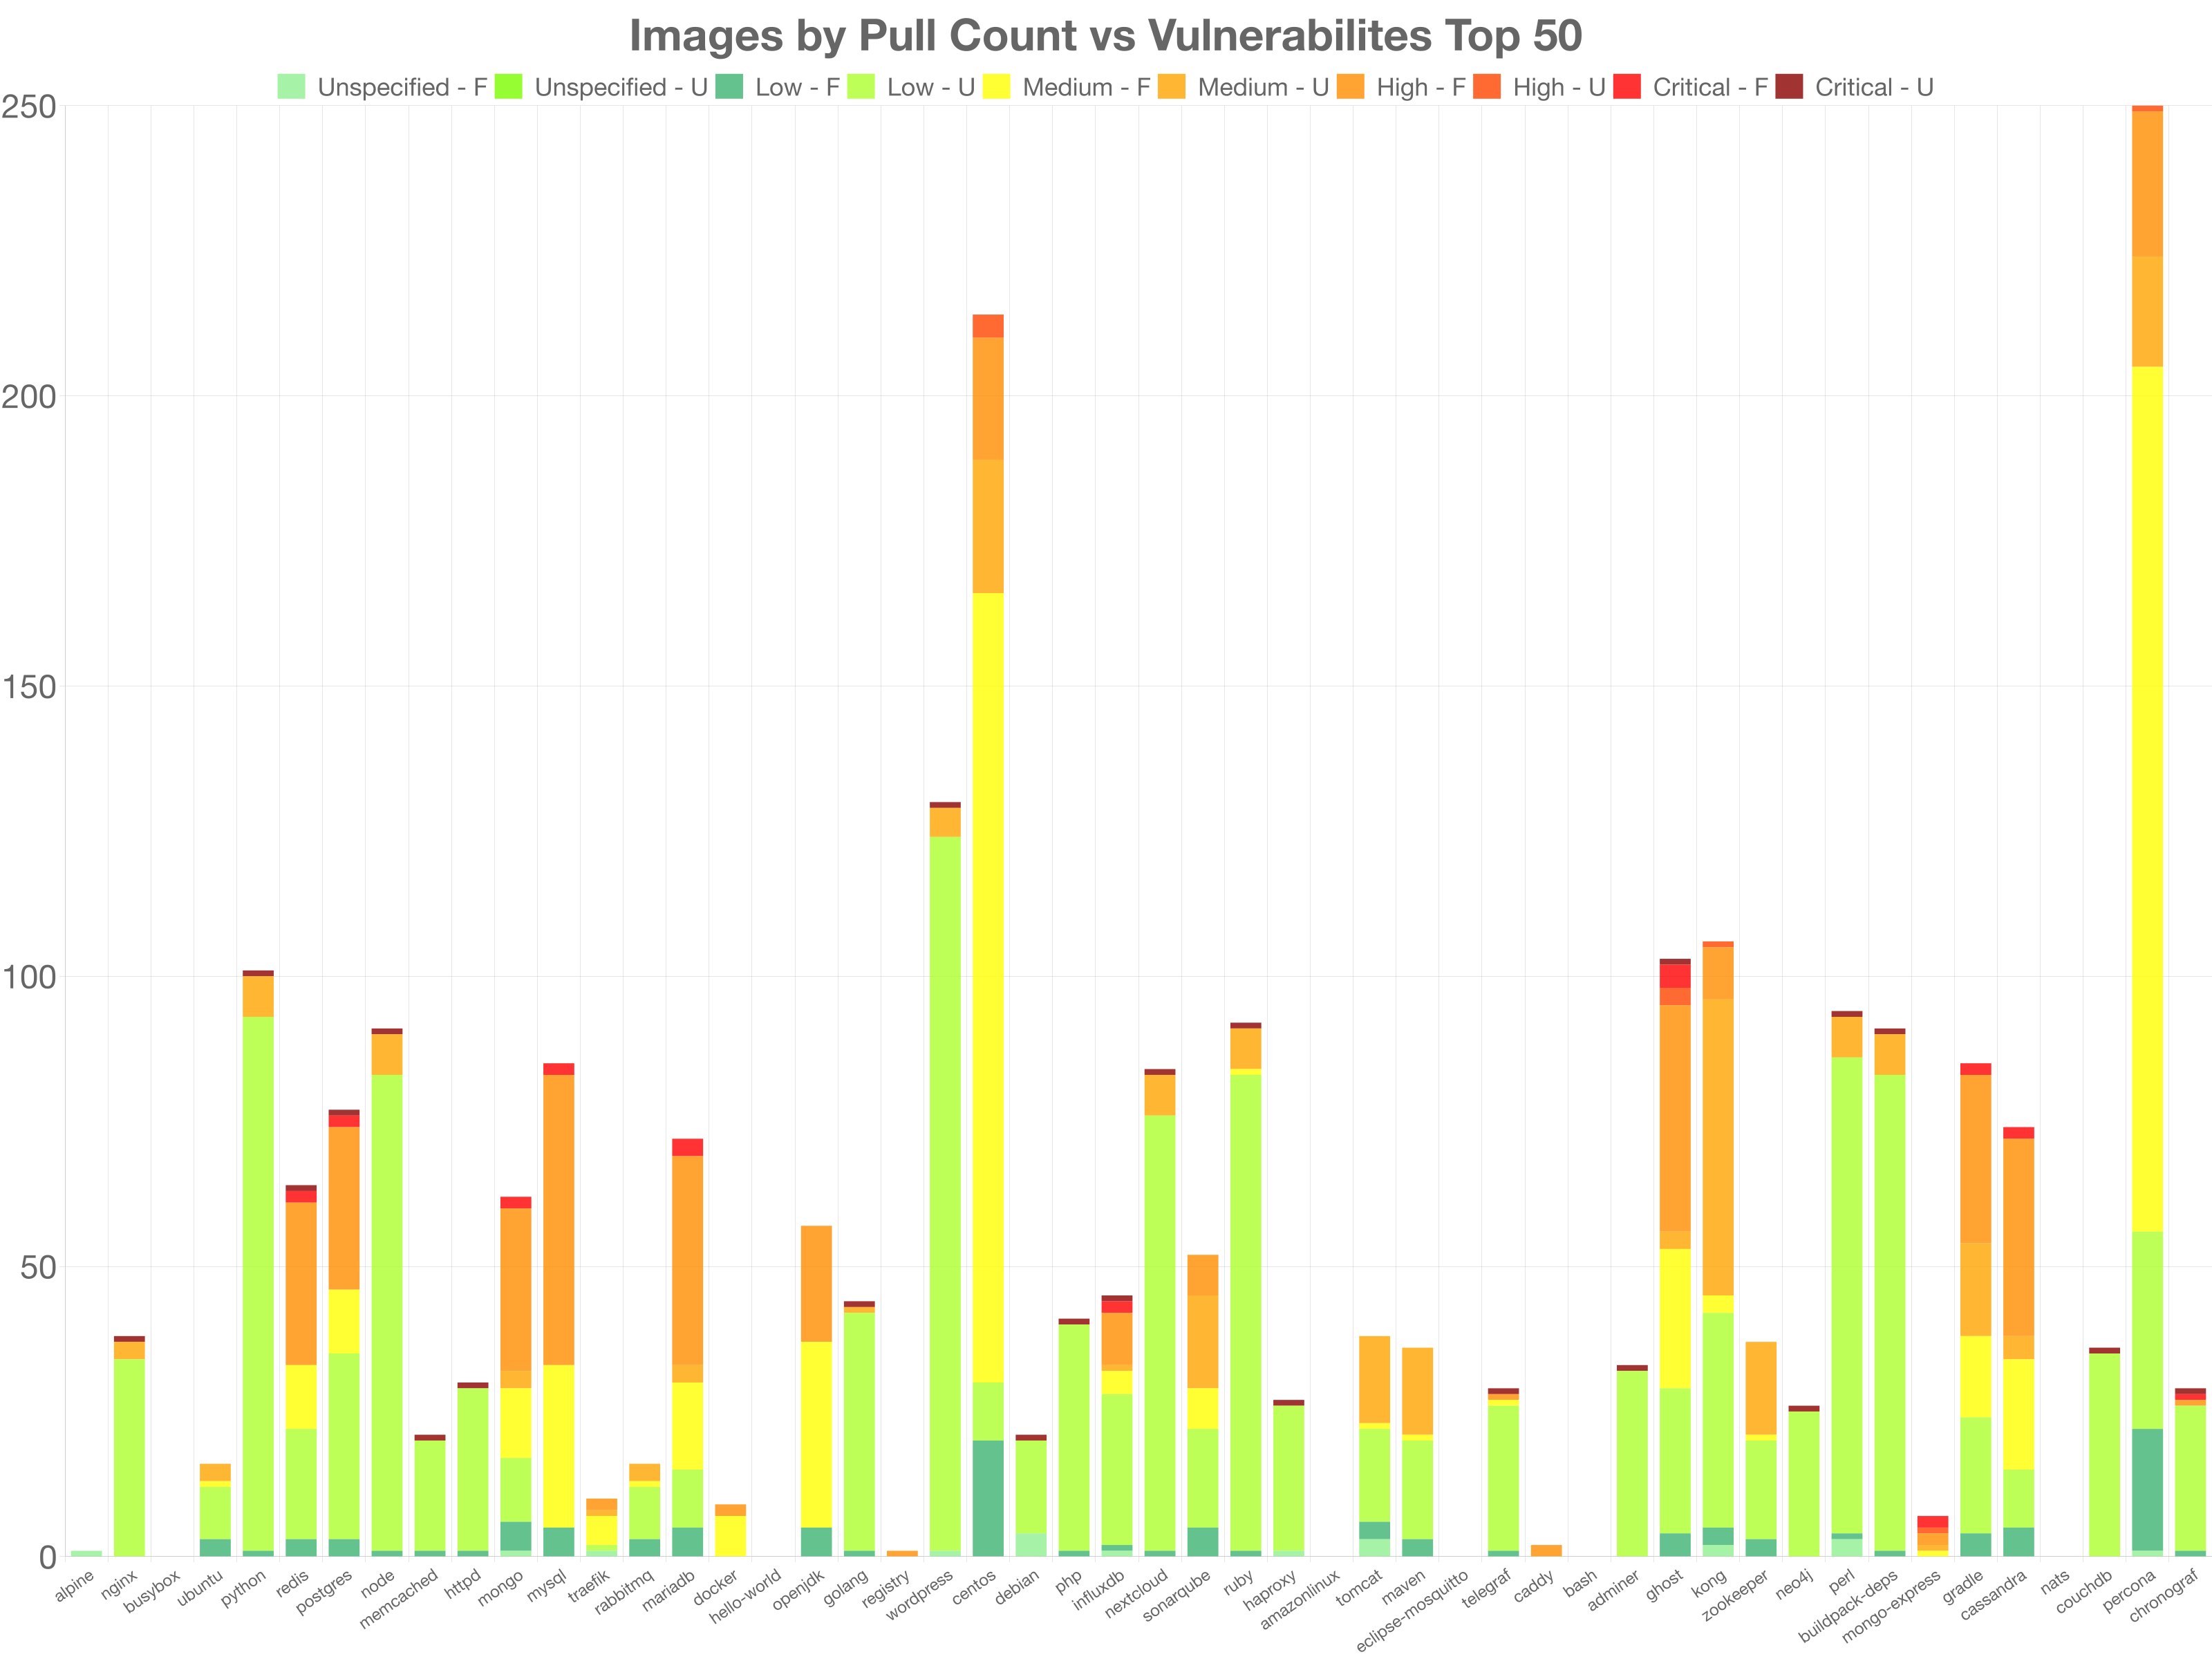 Images by Pull Count vs Vulnerabilites Top 50
Unspecified - F Unspecified - U Low - F Low - U Medium - F Medium - U High - F High - U Critical - F Critical - U
250
200
150
100
50
0
alpine
nginx
busybox
ubuntu
python
redis
postgres
node
memcached
httpd
mongo
mysql
traefik
rabbitmq
mariadb
docker
hello-world
openjdk
golang
registry
wordpress
centos
debian
php
influxdb
nextcloud
sonarqube
ruby
haproxy
amazonlinux
tomcat
maven
eclipse-mosquitto
telegraf
caddy
bash
adminer
ghost
kong
zookeeper
neo4j
perl
buildpack-deps
mongo-express
gradle
cassandra
nats
couchdb
percona
chronograf